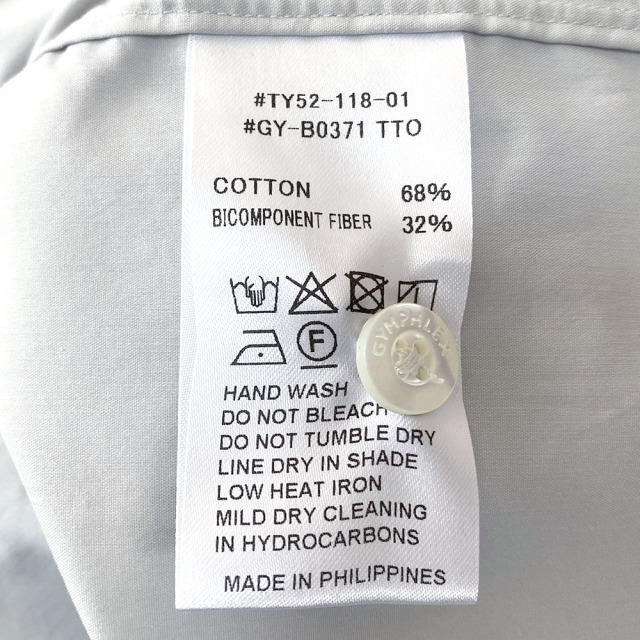 #TY52-118-01
#GY-B0371 TTO
COTTON 68%
BICOMPONENT FIBER 32%
F
GYMPHLEX
HAND WASH
DO NOT BLEACH
DO NOT TUMBLE DRY
LINE DRY IN SHADE
LOW HEAT IRON
MILD DRY CLEANING
IN HYDROCARBONS
MADE IN PHILIPPINES